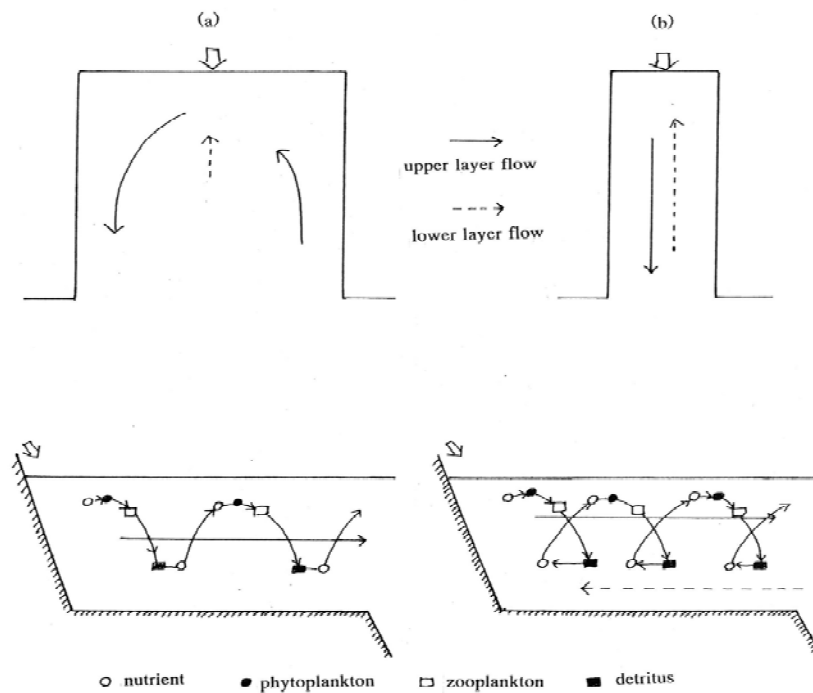 (a)
(b)
upper layer flow
lower layer flow
nutrient phytoplankton zooplankton detritus